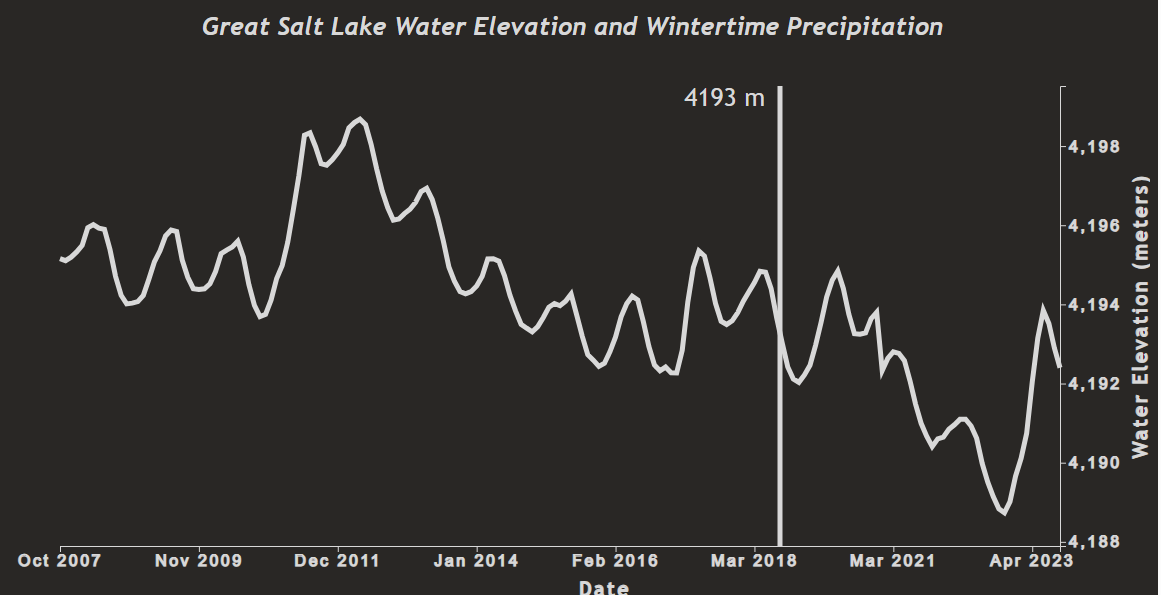 Great Salt Lake Water Elevation and Wintertime Precipitation
4193 m
4,198
4,196
4,194
4,192
4,190
4,188
Water Elevation (meters)
Oct 2007
Nov 2009
Dec 2011
Jan 2014
Feb 2016
Mar 2018
Mar 2021
Apr 2023
Date